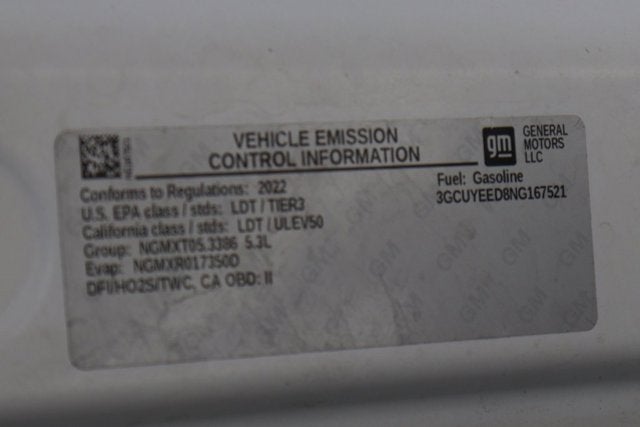 VEHICLE EMISSION
CONTROL INFORMATION
gm
GENERAL
MOTORS
LLC
Conforms to Regulations: 2022
U.S. EPA class / stds: LDT / TIER3
California class / stds: LDT / ULEV50
Group: NGMXT05.3386 5.3L
Evap: NGMXR0173500
DFI/HO2S/TWC, CA OBD: II
Fuel: Gasoline
3GCUYEED8NG167521